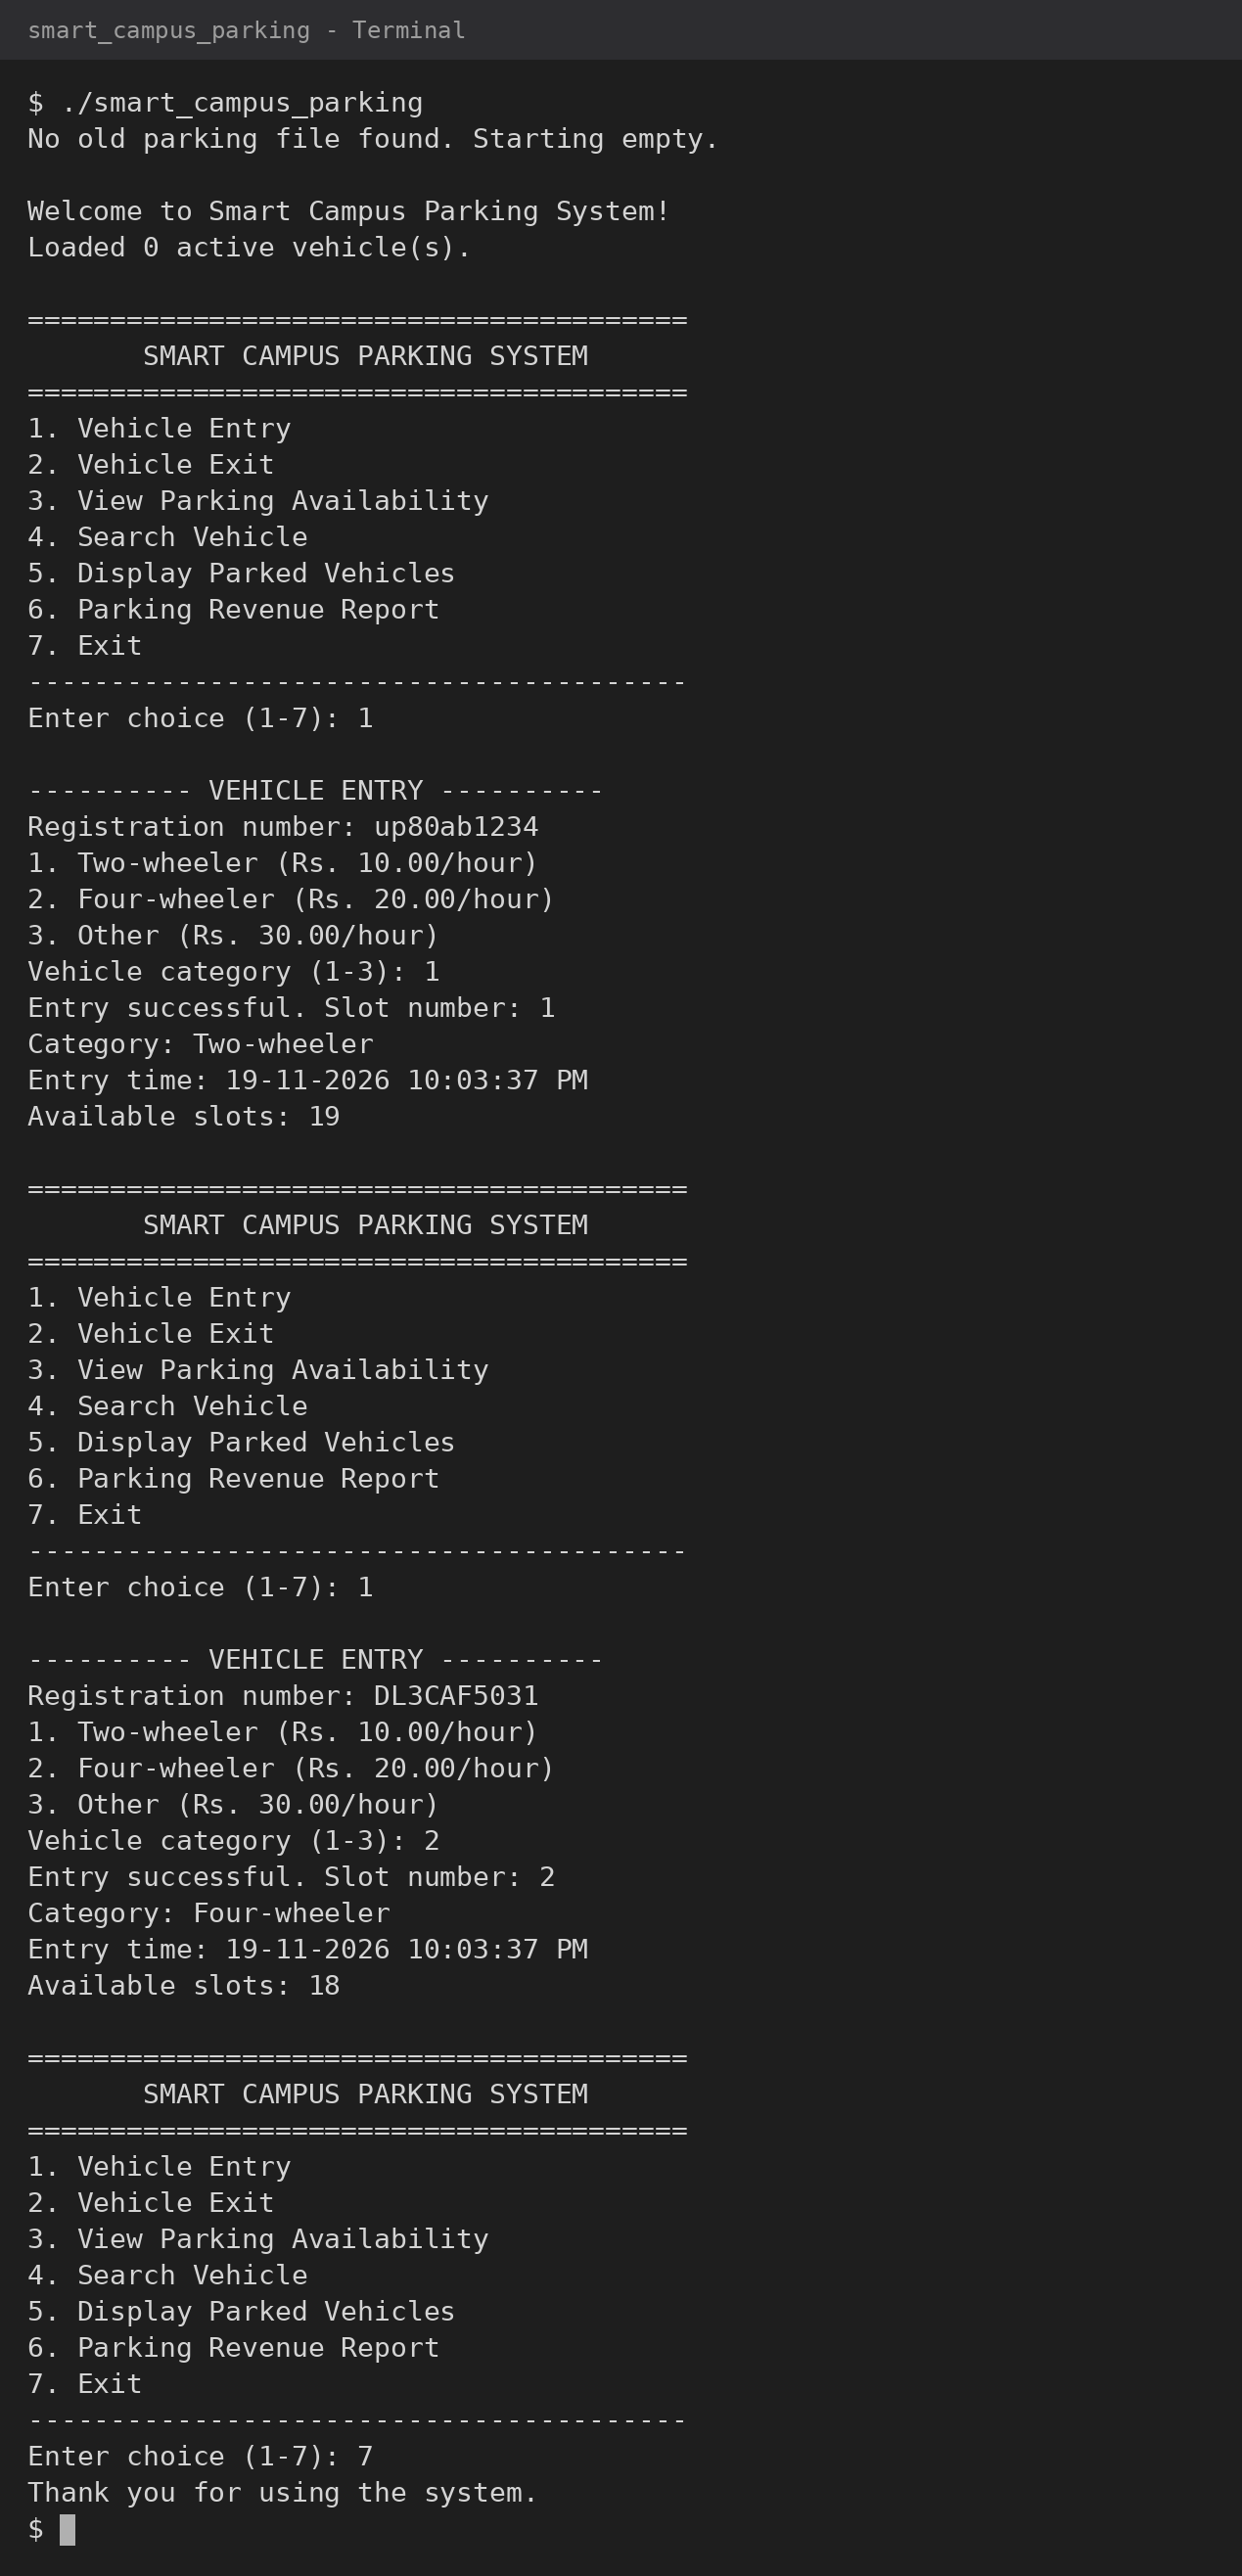 smart_campus_parking - Terminal
$ ./smart_campus_parking
No old parking file found. Starting empty.

Welcome to Smart Campus Parking System!
Loaded 0 active vehicle(s).

========================================
       SMART CAMPUS PARKING SYSTEM
========================================
1. Vehicle Entry
2. Vehicle Exit
3. View Parking Availability
4. Search Vehicle
5. Display Parked Vehicles
6. Parking Revenue Report
7. Exit
----------------------------------------
Enter choice (1-7): 1

---------- VEHICLE ENTRY ----------
Registration number: up80ab1234
1. Two-wheeler (Rs. 10.00/hour)
2. Four-wheeler (Rs. 20.00/hour)
3. Other (Rs. 30.00/hour)
Vehicle category (1-3): 1
Entry successful. Slot number: 1
Category: Two-wheeler
Entry time: 19-11-2026 10:03:37 PM
Available slots: 19

========================================
       SMART CAMPUS PARKING SYSTEM
========================================
1. Vehicle Entry
2. Vehicle Exit
3. View Parking Availability
4. Search Vehicle
5. Display Parked Vehicles
6. Parking Revenue Report
7. Exit
----------------------------------------
Enter choice (1-7): 1

---------- VEHICLE ENTRY ----------
Registration number: DL3CAF5031
1. Two-wheeler (Rs. 10.00/hour)
2. Four-wheeler (Rs. 20.00/hour)
3. Other (Rs. 30.00/hour)
Vehicle category (1-3): 2
Entry successful. Slot number: 2
Category: Four-wheeler
Entry time: 19-11-2026 10:03:37 PM
Available slots: 18

========================================
       SMART CAMPUS PARKING SYSTEM
========================================
1. Vehicle Entry
2. Vehicle Exit
3. View Parking Availability
4. Search Vehicle
5. Display Parked Vehicles
6. Parking Revenue Report
7. Exit
----------------------------------------
Enter choice (1-7): 7
Thank you for using the system.
$